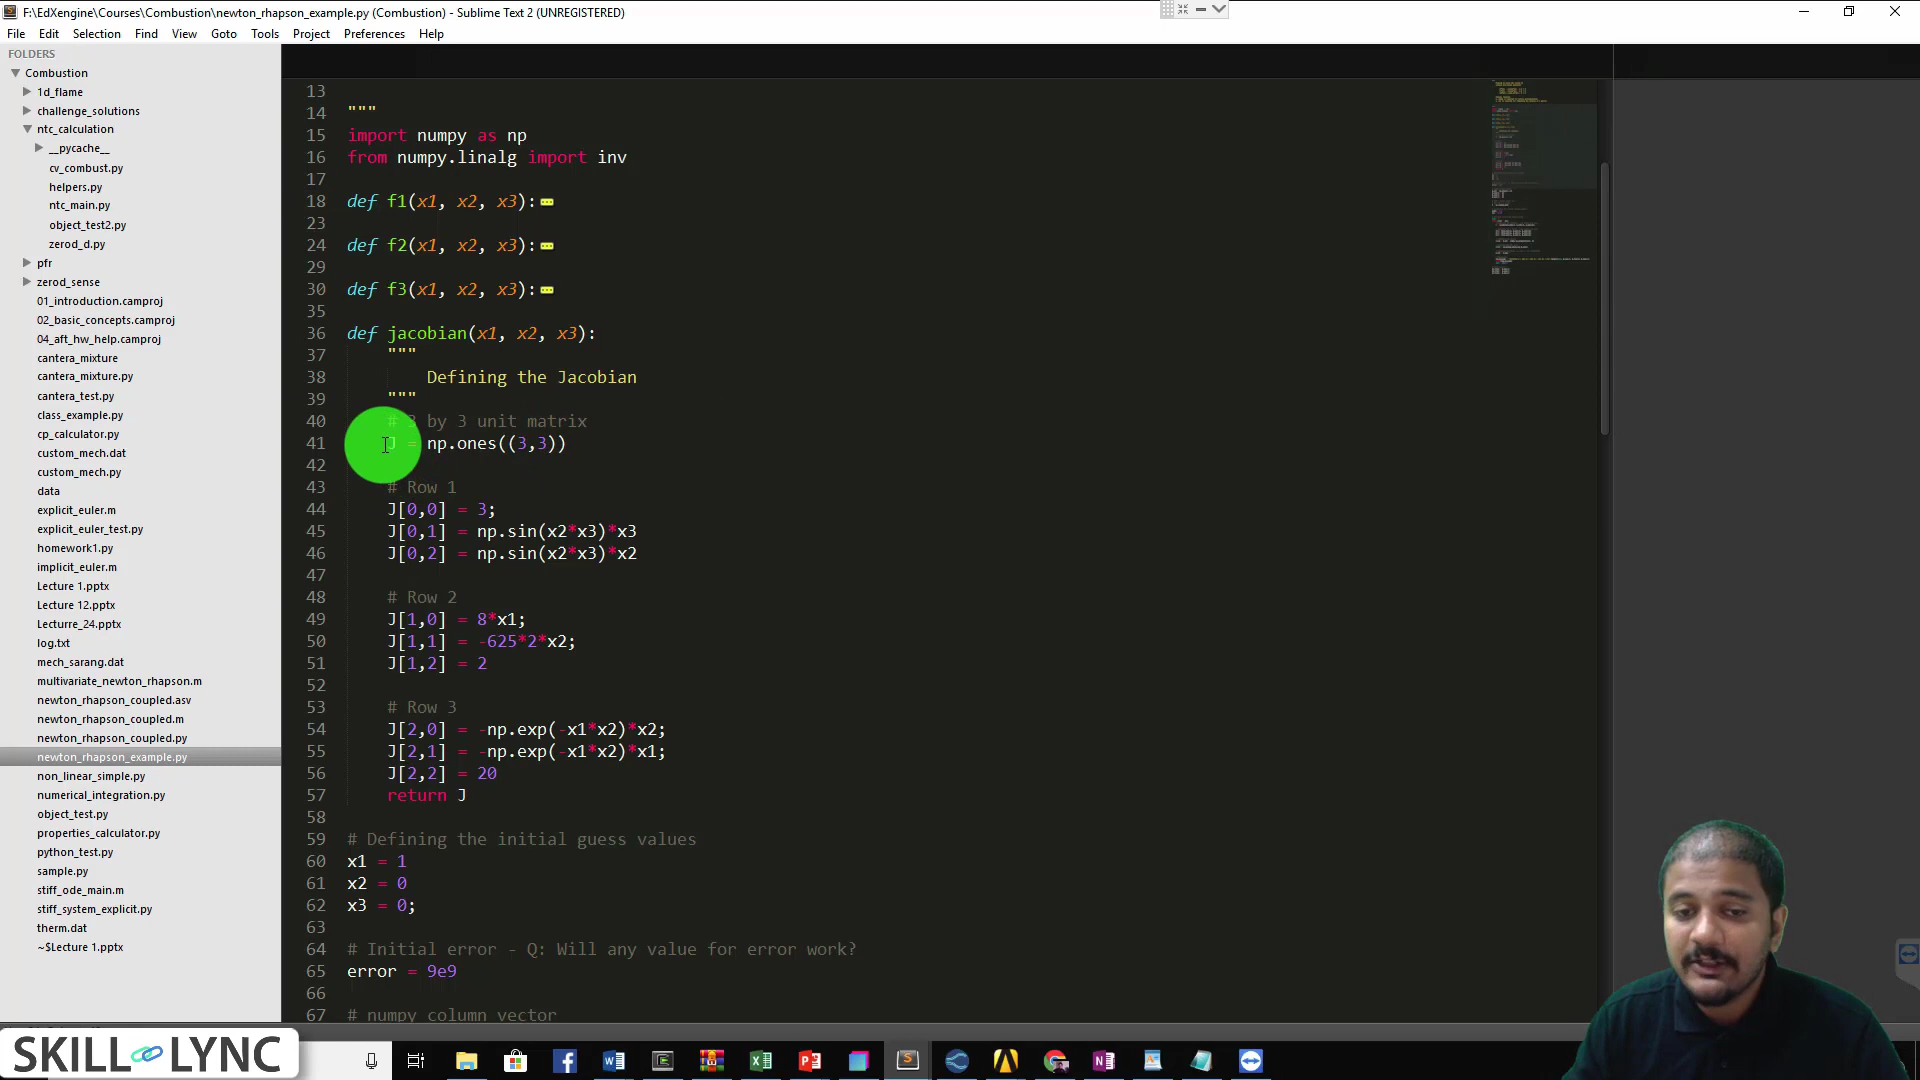 F:\EdXengine\Courses\Combustion\newton_rhapson_example.py (Combustion) - Sublime Text 2 (UNREGISTERED)
File Edit Selection Find View Goto Tools Project Preferences Help
FOLDERS
Combustion
1d_flame
challenge_solutions
ntc_calculation
__pycache__
cv_combust.py
helpers.py
ntc_main.py
object_test2.py
zerod_d.py
pfr
zerod_sense
01_introduction.camproj
02_basic_concepts.camproj
04_aft_hw_help.camproj
cantera_mixture
cantera_mixture.py
cantera_test.py
class_example.py
cp_calculator.py
custom_mech.dat
custom_mech.py
data
explicit_euler.m
explicit_euler_test.py
homework1.py
implicit_euler.m
Lecture 1.pptx
Lecture 12.pptx
Lecturre_24.pptx
log.txt
mech_sarang.dat
multivariate_newton_rhapson.m
newton_rhapson_coupled.asv
newton_rhapson_coupled.m
newton_rhapson_coupled.py
newton_rhapson_example.py
non_linear_simple.py
numerical_integration.py
object_test.py
properties_calculator.py
python_test.py
sample.py
stiff_ode_main.m
stiff_system_explicit.py
therm.dat
~$Lecture 1.pptx
13
14 """
15 import numpy as np
16 from numpy.linalg import inv
17
18 def f1(x1, x2, x3):
23
24 def f2(x1, x2, x3):
29
30 def f3(x1, x2, x3):
35
36 def jacobian(x1, x2, x3):
37 """
38 Defining the Jacobian
39 """
40 # 3 by 3 unit matrix
41 J = np.ones((3,3))
42
43 # Row 1
44 J[0,0] = 3;
45 J[0,1] = np.sin(x2*x3)*x3
46 J[0,2] = np.sin(x2*x3)*x2
47
48 # Row 2
49 J[1,0] = 8*x1;
50 J[1,1] = -625*2*x2;
51 J[1,2] = 2
52
53 # Row 3
54 J[2,0] = -np.exp(-x1*x2)*x2;
55 J[2,1] = -np.exp(-x1*x2)*x1;
56 J[2,2] = 20
57 return J
58
59 # Defining the initial guess values
60 x1 = 1
61 x2 = 0
62 x3 = 0;
63
64 # Initial error - Q: Will any value for error work?
65 error = 9e9
66
67 # numpy column vector
SKILL LYNC